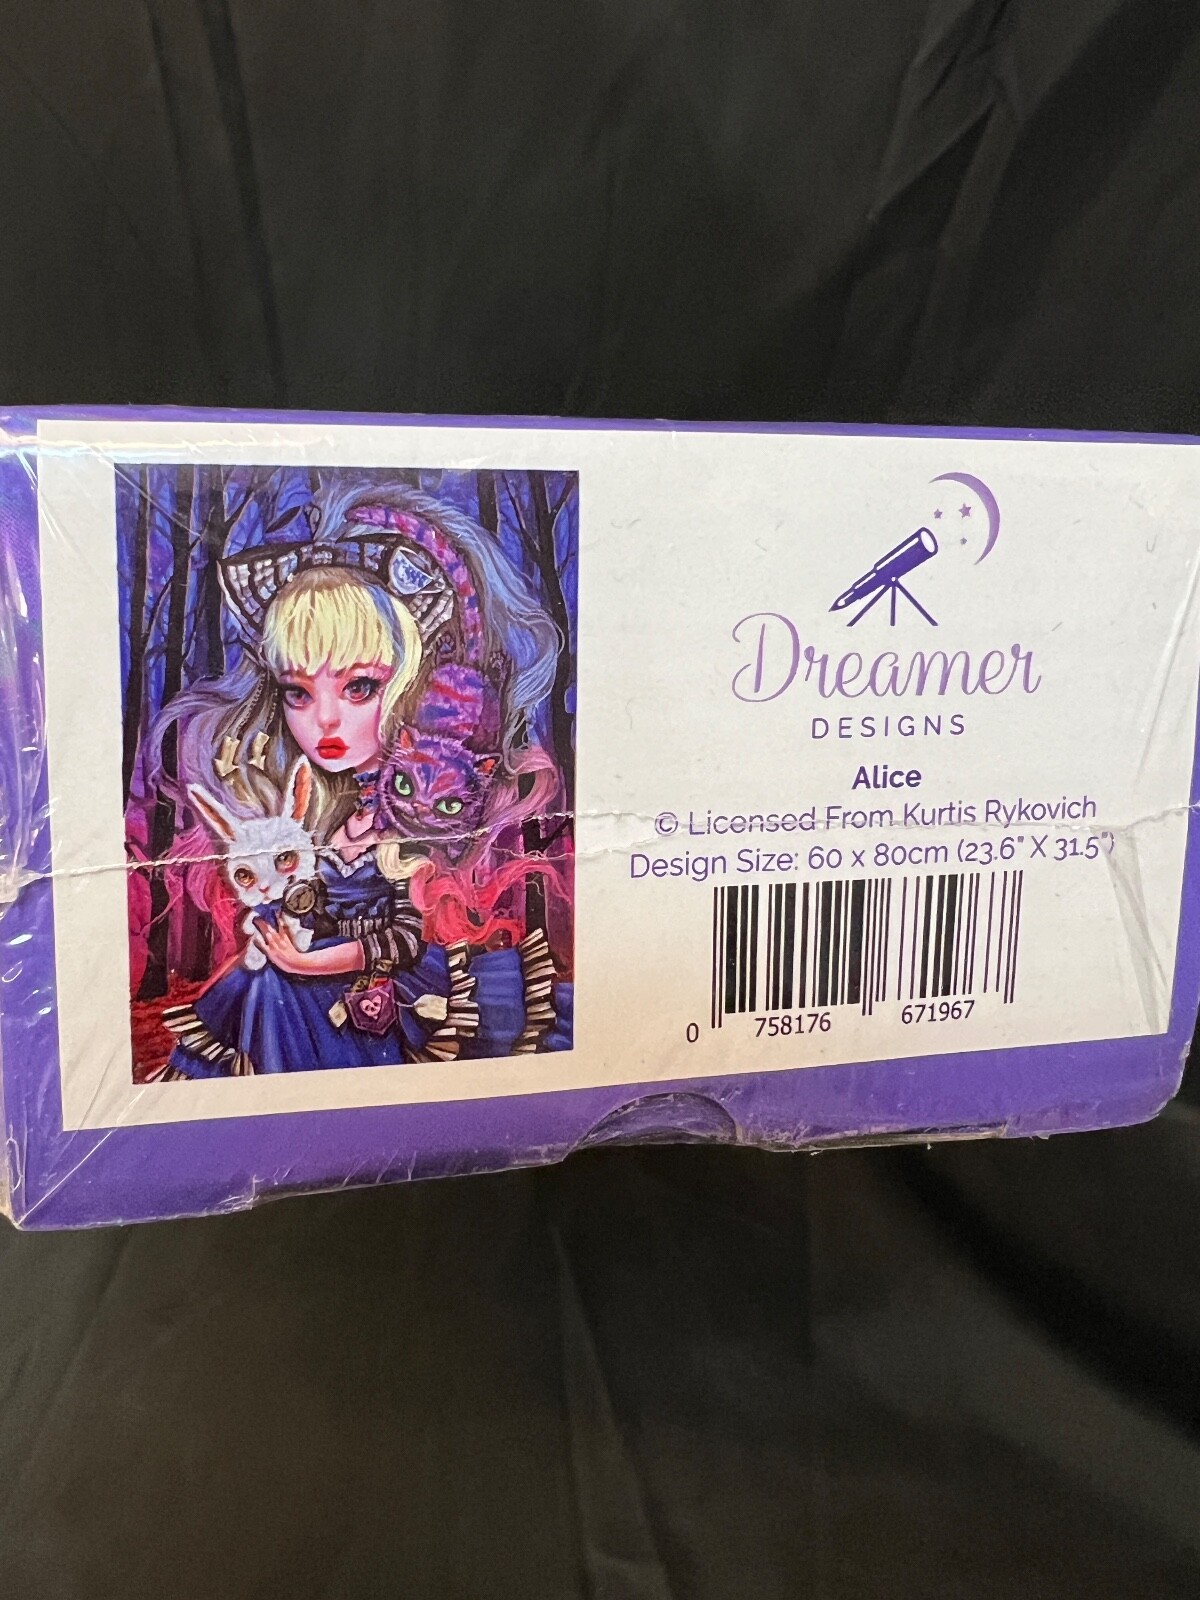 Dreamer
DESIGNS
Alice
© Licensed From Kurtis Rykovich
Design Size: 60 x 80cm (23.6" X 31.5")
0 758176 671967